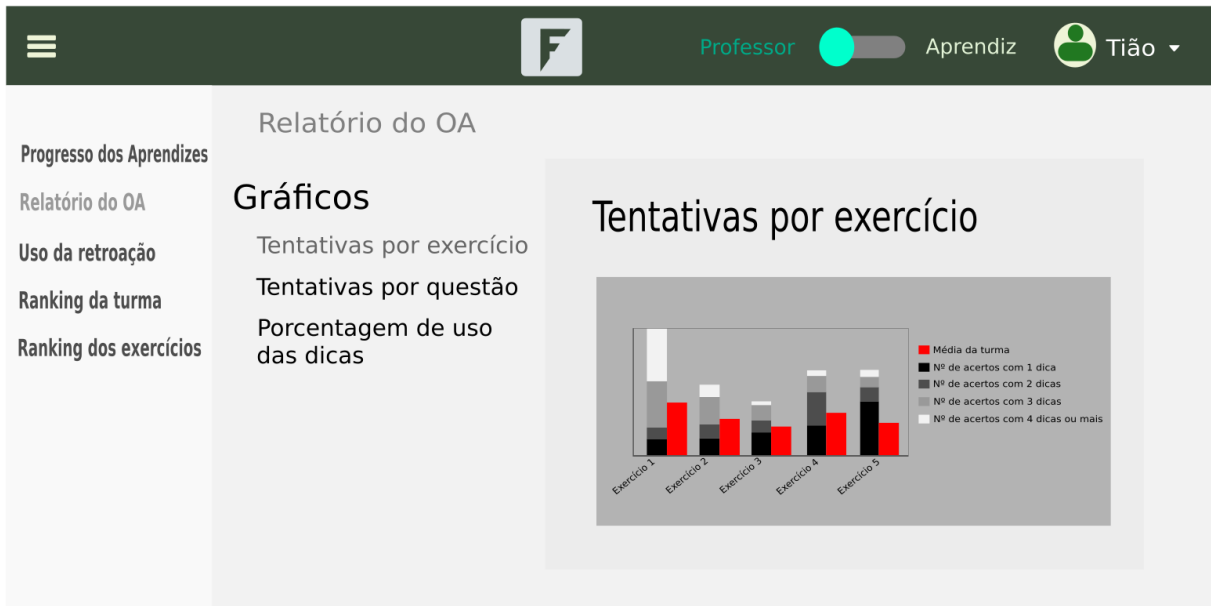 Professor
Aprendiz
Tião
Progresso dos Aprendizes
Relatório do OA
Uso da retroação
Ranking da turma
Ranking dos exercícios
Relatório do OA
Gráficos
Tentativas por exercício
Tentativas por questão
Porcentagem de uso
das dicas
Tentativas por exercício
Média da turma
Nº de acertos com 1 dica
Nº de acertos com 2 dicas
Nº de acertos com 3 dicas
Nº de acertos com 4 dicas ou mais
Exercício 1
Exercício 2
Exercício 3
Exercício 4
Exercício 5